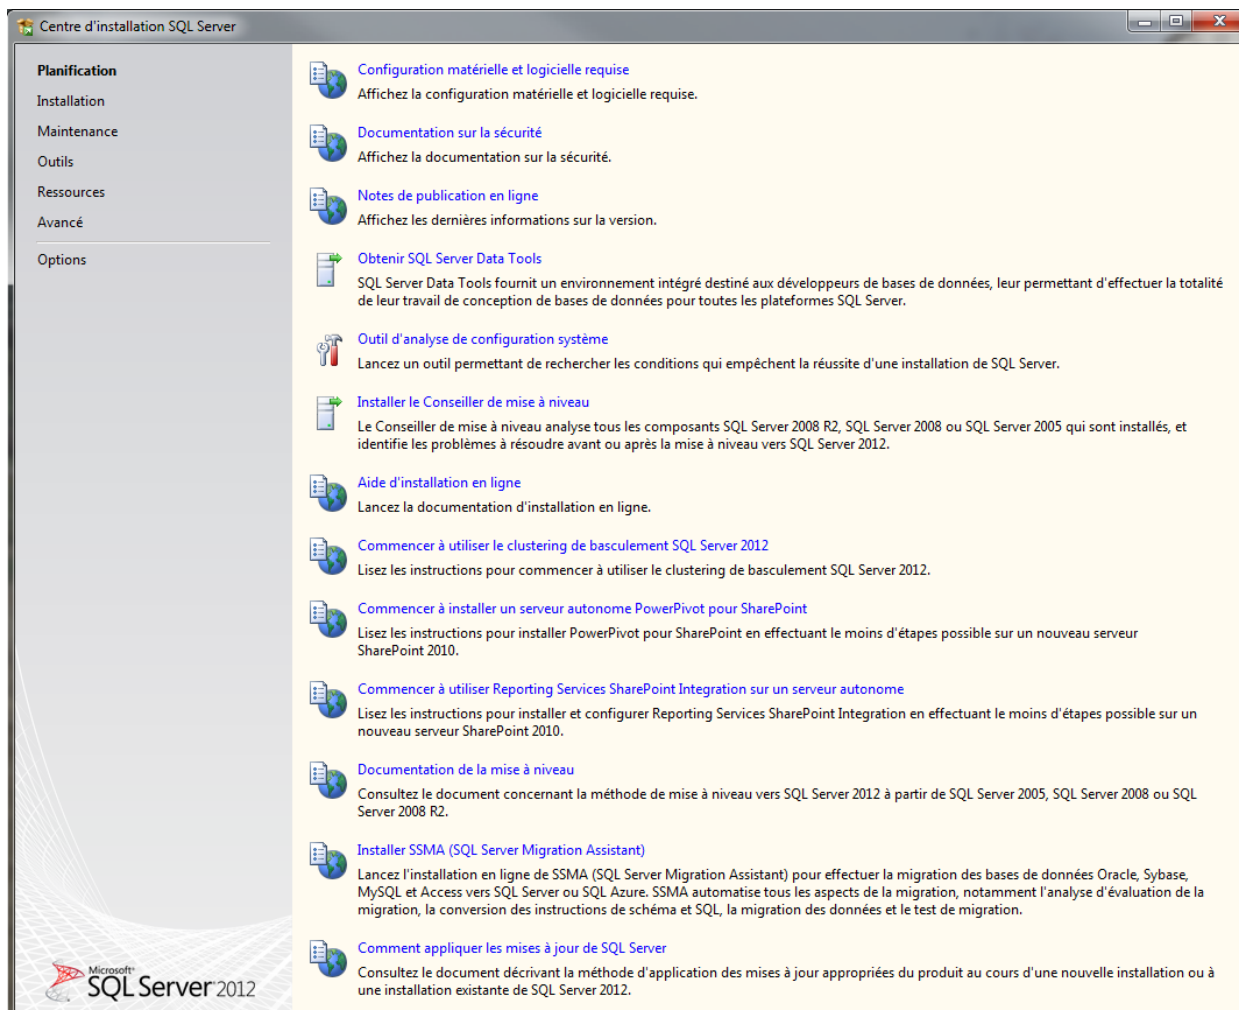 Centre d'installation SQL Server
Planification
Installation
Maintenance
Outils
Ressources
Avancé
Options
Configuration matérielle et logicielle requise
Affichez la configuration matérielle et logicielle requise.
Documentation sur la sécurité
Affichez la documentation sur la sécurité.
Notes de publication en ligne
Affichez les dernières informations sur la version.
Obtenir SQL Server Data Tools
SQL Server Data Tools fournit un environnement intégré destiné aux développeurs de bases de données, leur permettant d'effectuer la totalité
de leur travail de conception de bases de données pour toutes les plateformes SQL Server.
Outil d'analyse de configuration système
Lancez un outil permettant de rechercher les conditions qui empêchent la réussite d'une installation de SQL Server.
Installer le Conseiller de mise à niveau
Le Conseiller de mise à niveau analyse tous les composants SQL Server 2008 R2, SQL Server 2008 ou SQL Server 2005 qui sont installés, et
identifie les problèmes à résoudre avant ou après la mise à niveau vers SQL Server 2012.
Aide d'installation en ligne
Lancez la documentation d'installation en ligne.
Commencer à utiliser le clustering de basculement SQL Server 2012
Lisez les instructions pour commencer à utiliser le clustering de basculement SQL Server 2012.
Commencer à installer un serveur autonome PowerPivot pour SharePoint
Lisez les instructions pour installer PowerPivot pour SharePoint en effectuant le moins d'étapes possible sur un nouveau serveur
SharePoint 2010.
Commencer à utiliser Reporting Services SharePoint Integration sur un serveur autonome
Lisez les instructions pour installer et configurer Reporting Services SharePoint Integration en effectuant le moins d'étapes possible sur un
nouveau serveur SharePoint 2010.
Documentation de la mise à niveau
Consultez le document concernant la méthode de mise à niveau vers SQL Server 2012 à partir de SQL Server 2005, SQL Server 2008 ou SQL
Server 2008 R2.
Installer SSMA (SQL Server Migration Assistant)
Lancez l'installation en ligne de SSMA (SQL Server Migration Assistant) pour effectuer la migration des bases de données Oracle, Sybase,
MySQL et Access vers SQL Server ou SQL Azure. SSMA automatise tous les aspects de la migration, notamment l'analyse d'évaluation de la
migration, la conversion des instructions de schéma et SQL, la migration des données et le test de migration.
Comment appliquer les mises à jour de SQL Server
Consultez le document décrivant la méthode d'application des mises à jour appropriées du produit au cours d'une nouvelle installation ou à
une installation existante de SQL Server 2012.
Microsoft
SQL Server 2012